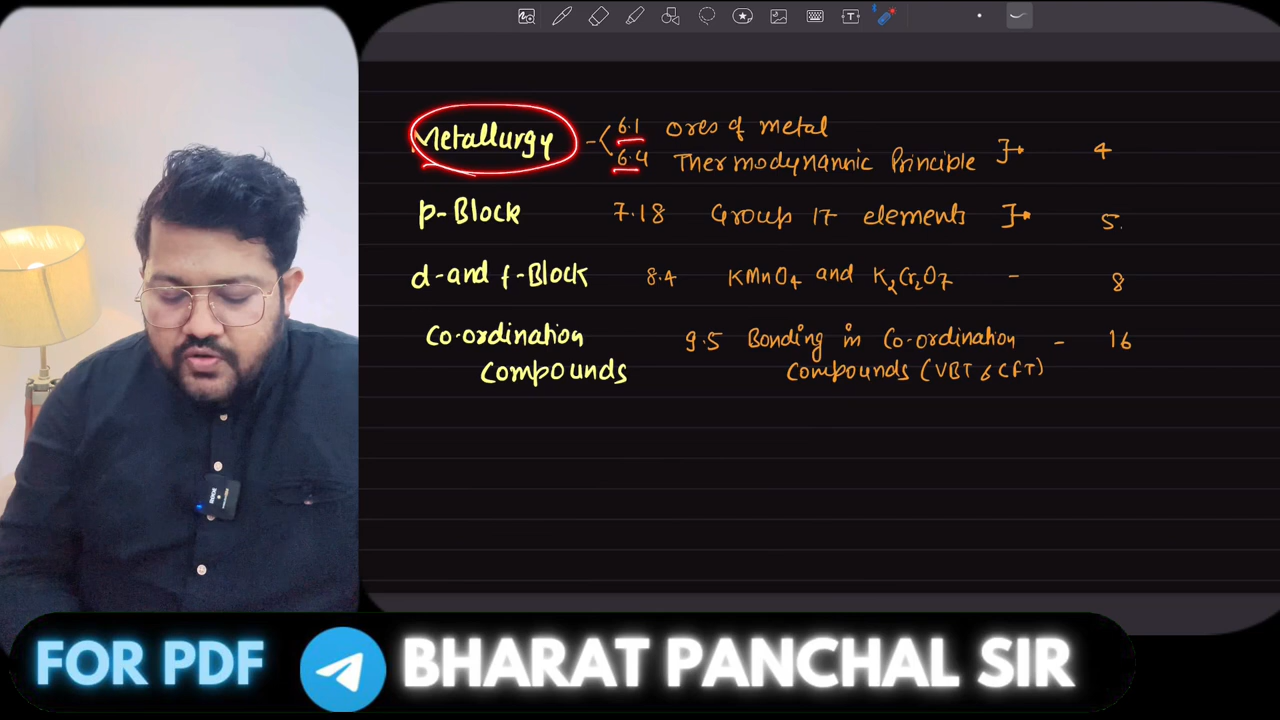 Metallurgy - 6.1 Ores of metal
6.4 Thermodynannic Principle }→ 4
p-Block 7.18 Group 17 elements }→ 5.
d-and f-Block 8.4 KMnO4 and K2Cr2O7 - 8
Co-ordination 9.5 Bonding in Co-ordination - 16
Compounds Compounds (VBT & CFT)
FOR PDF BHARAT PANCHAL SIR